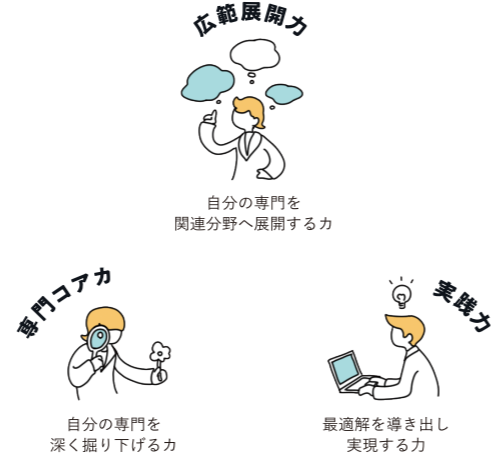 広範展開力
自分の専門を
関連分野へ展開する力
専門コア力
自分の専門を
深く掘り下げる力
実践力
最適解を導き出し
実現する力